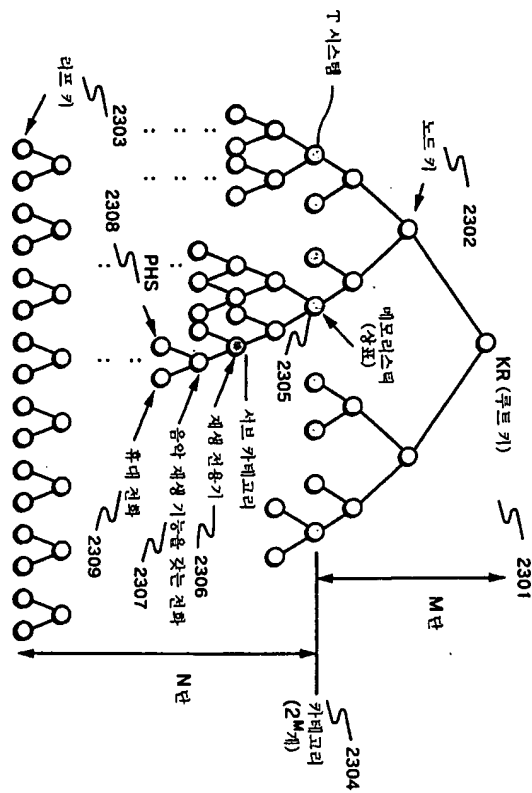 2301
KR (루트 키)
2302
노드 키
T 시스템
M단
카테고리
(2ᴹ개)
2304
메모리스틱
(상표)
2305
서브 카테고리
재생 전용기
2306
음악 재생 기능을 갖는 전화
2307
PHS
2308
휴대 전화
2309
리프 키
2303
N단